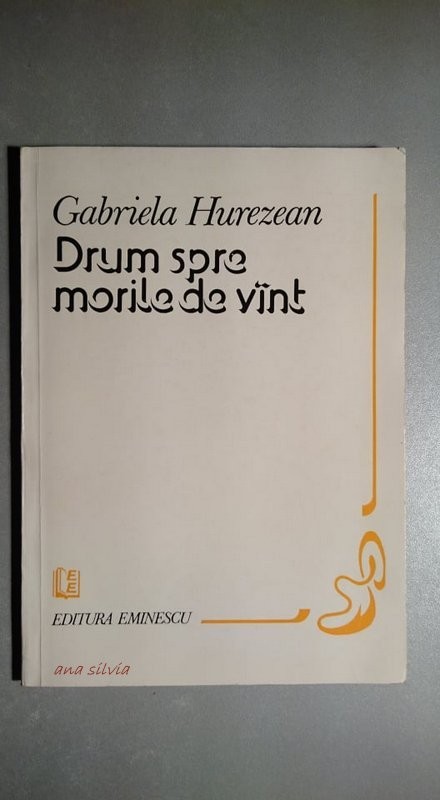 Gabriela Hurezean
Drum spre
morile de vînt
E
E
EDITURA EMINESCU
ana silvia